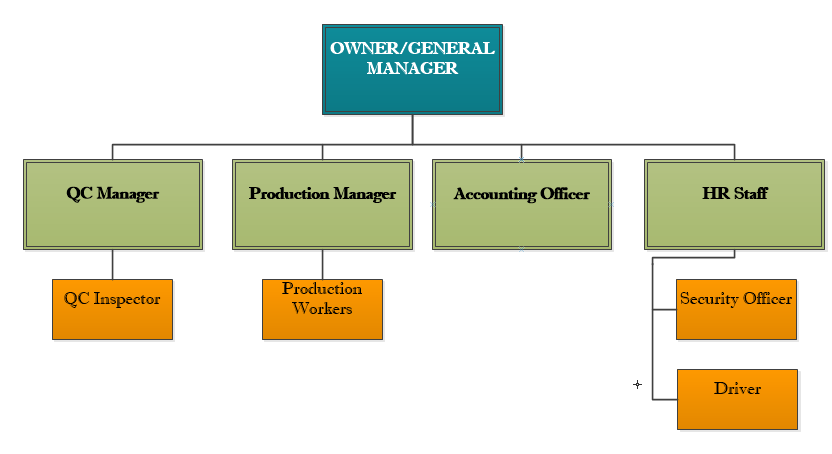 OWNER/GENERAL
MANAGER
QC Manager
Production Manager
Accounting Officer
HR Staff
QC Inspector
Production
Workers
Security Officer
Driver